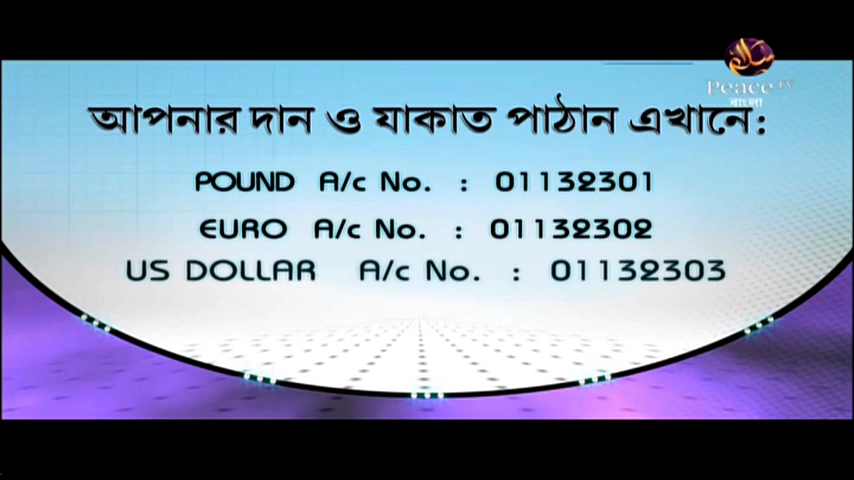 Peace TV
বাংলা
আপনার দান ও যাকাত পাঠান এখানে:
POUND A/c No. : 01132301
EURO A/c No. : 01132302
US DOLLAR A/c No. : 01132303